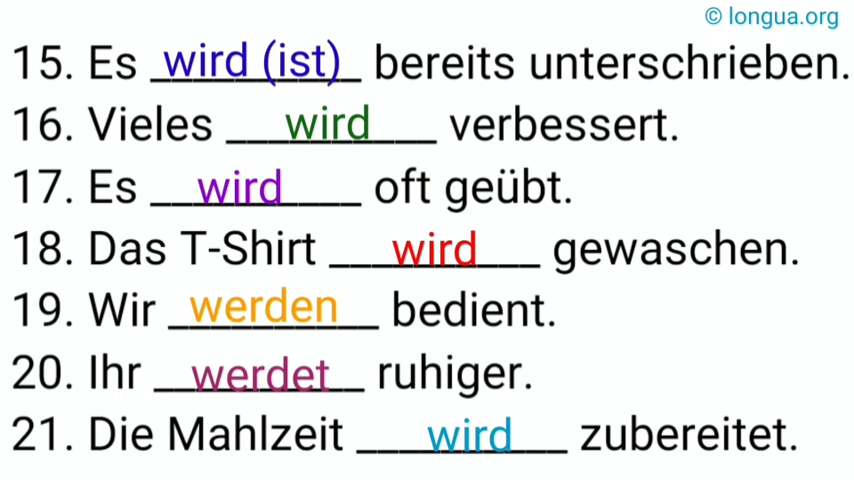 © longua.org
15. Es wird (ist) bereits unterschrieben.
16. Vieles wird verbessert.
17. Es wird oft geübt.
18. Das T-Shirt wird gewaschen.
19. Wir werden bedient.
20. Ihr werdet ruhiger.
21. Die Mahlzeit wird zubereitet.